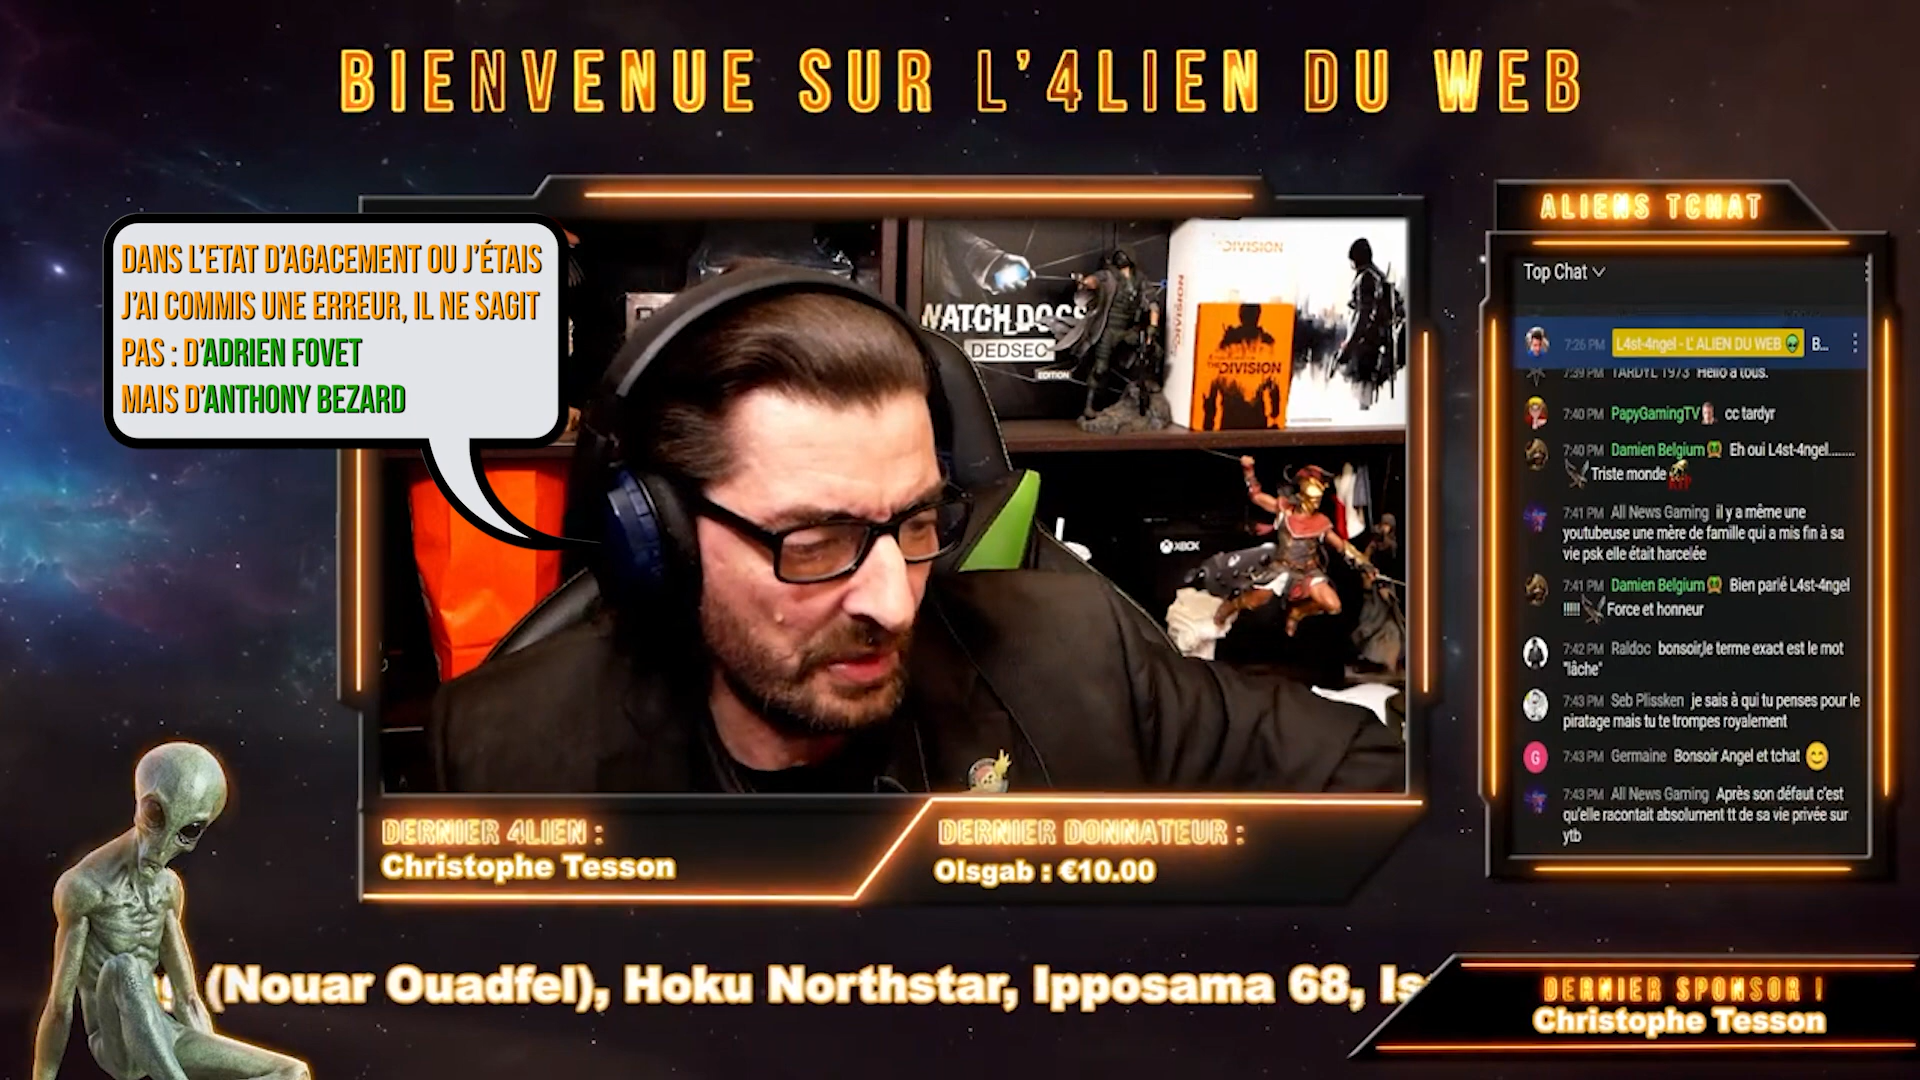 BIENVENUE SUR L'4LIEN DU WEB
DANS L'ETAT D'AGACEMENT OU J'ÉTAIS
J'AI COMMIS UNE ERREUR, IL NE SAGIT
PAS : D'ADRIEN FOVET
MAIS D'ANTHONY BEZARD
WATCH DOGS
DEDSEC
EDITION
DIVISION
THE DIVISION
XBOX
ALIENS TCHAT
Top Chat
7:26 PM L4st-4ngel - L' ALIEN DU WEB B...
7:39 PM TARDYL 1973 Hello à tous.
7:40 PM PapyGamingTV cc tardyr
7:40 PM Damien Belgium Eh oui L4st-4ngel........
Triste monde RIP
7:41 PM All News Gaming il y a même une
youtubeuse une mère de famille qui a mis fin à sa
vie psk elle était harcelée
7:41 PM Damien Belgium Bien parlé L4st-4ngel
!!!!! Force et honneur
7:42 PM Raldoc bonsoir,le terme exact est le mot
"lâche"
7:43 PM Seb Plissken je sais à qui tu penses pour le
piratage mais tu te trompes royalement
G 7:43 PM Germaine Bonsoir Angel et tchat
7:43 PM All News Gaming Après son défaut c'est
qu'elle racontait absolument tt de sa vie privée sur
ytb
DERNIER 4LIEN :
Christophe Tesson
DERNIER DONNATEUR :
Olsgab : €10.00
(Nouar Ouadfel), Hoku Northstar, Ipposama 68, Is
DERNIER SPONSOR !
Christophe Tesson